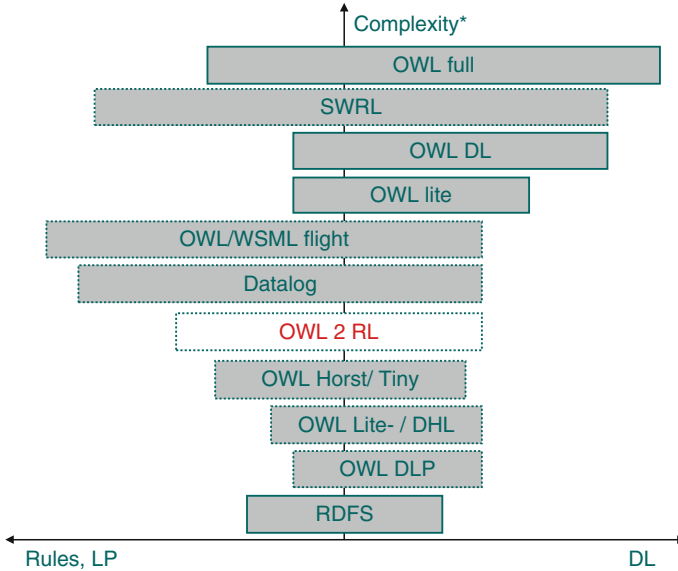 Complexity*
OWL full
SWRL
OWL DL
OWL lite
OWL/WSML flight
Datalog
OWL 2 RL
OWL Horst/ Tiny
OWL Lite- / DHL
OWL DLP
RDFS
Rules, LP
DL